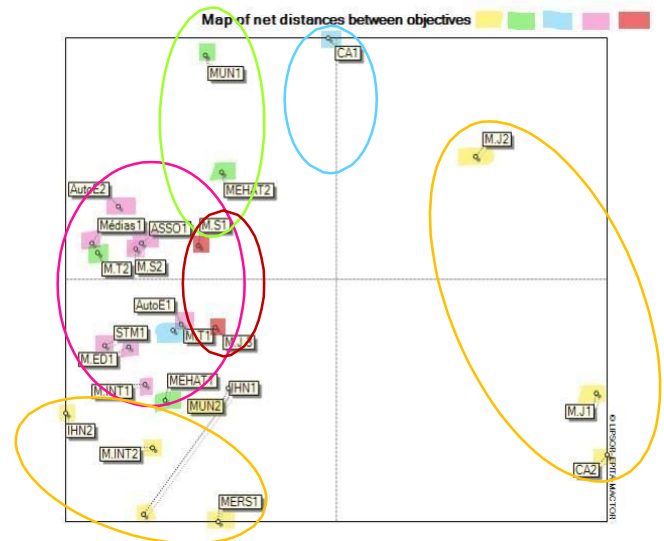 Map of net distances between objectives
CA1
MUN1
M.J2
MEHAT2
AutoE2
Médias1
ASSO1
M.S1
M.T2
M.S2
AutoE1
STM1
M.T1
M.J.3
M.ED1
M.INT1
MEHAT1
IHN1
MUN2
M.J1
IHN2
M.INT2
CA2
MERS1
© LIPSOR-EPITA-MACTOR